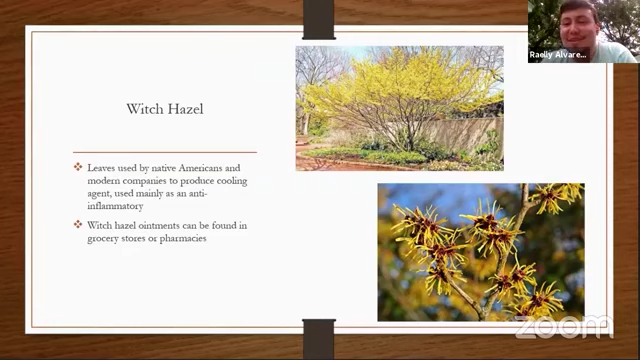 Witch Hazel
Leaves used by native Americans and
modern companies to produce cooling
agent, used mainly as an anti-
inflammatory
Witch hazel ointments can be found in
grocery stores or pharmacies
Raelly Alvare...
zoom